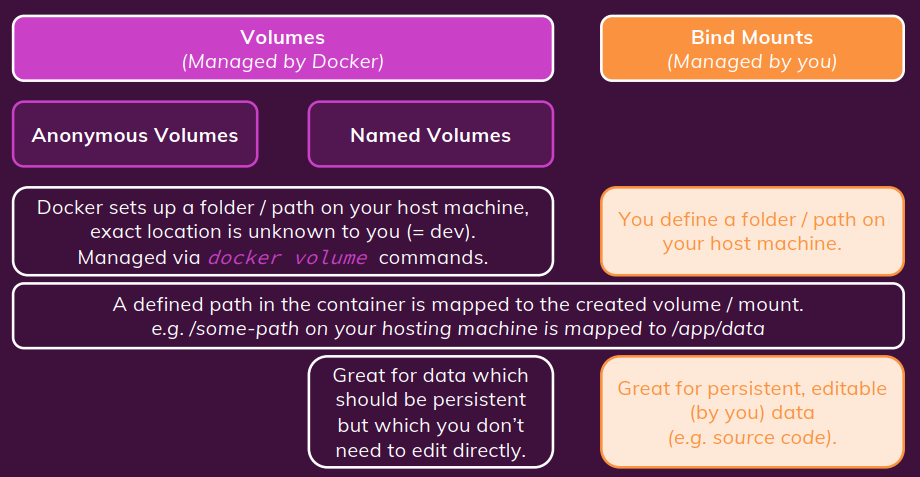 Volumes
(Managed by Docker)
Bind Mounts
(Managed by you)
Anonymous Volumes
Named Volumes
Docker sets up a folder / path on your host machine,
exact location is unknown to you (= dev).
Managed via docker volume commands.
You define a folder / path on
your host machine.
A defined path in the container is mapped to the created volume / mount.
e.g. /some-path on your hosting machine is mapped to /app/data
Great for data which
should be persistent
but which you don’t
need to edit directly.
Great for persistent, editable
(by you) data
(e.g. source code).